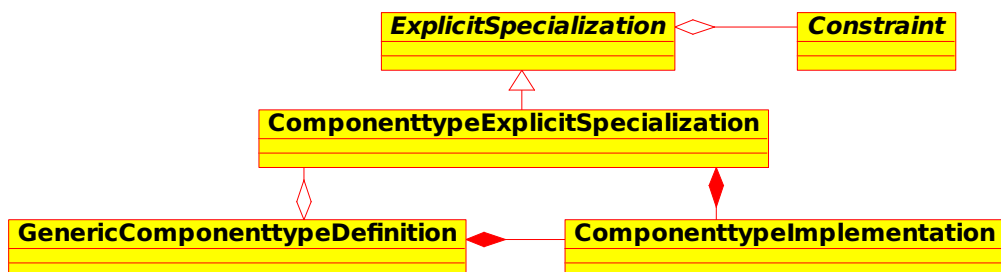 ExplicitSpecialization
Constraint
ComponenttypeExplicitSpecialization
GenericComponenttypeDefinition
ComponenttypeImplementation